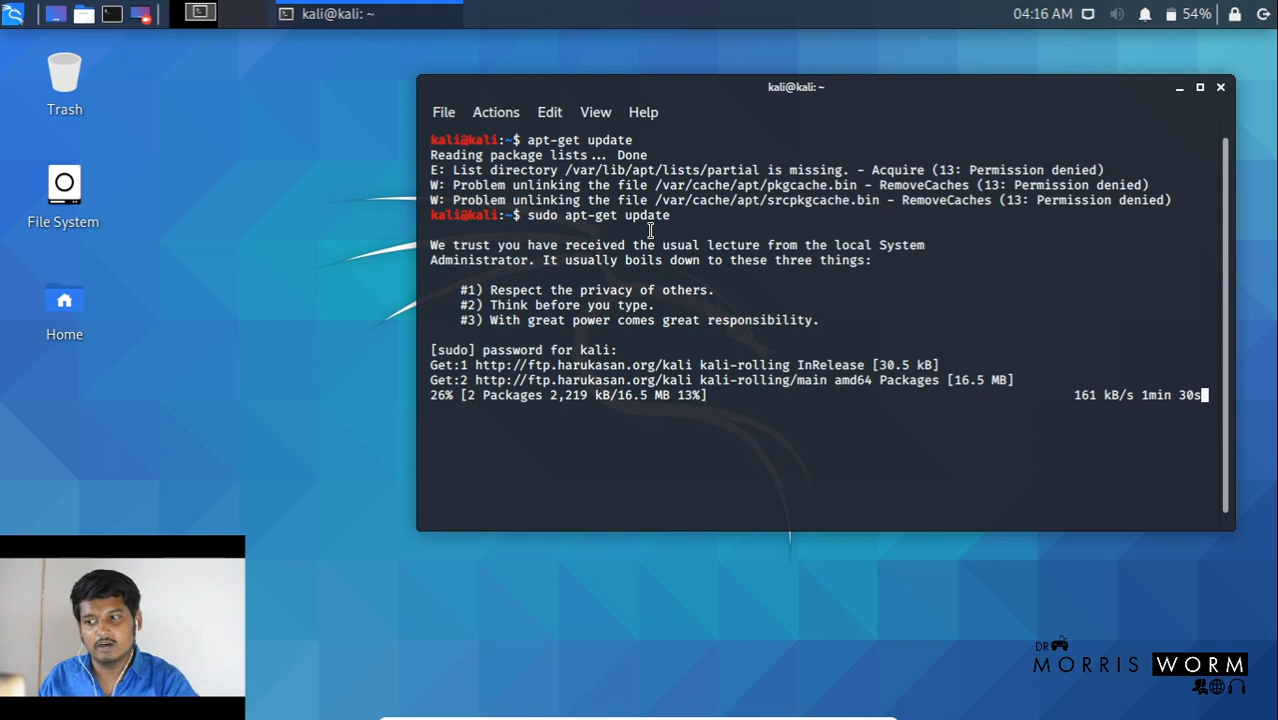 kali@kali: ~
04:16 AM
54%
Trash
File System
Home
kali@kali: ~
File Actions Edit View Help
kali@kali:~$ apt-get update
Reading package lists... Done
E: List directory /var/lib/apt/lists/partial is missing. - Acquire (13: Permission denied)
W: Problem unlinking the file /var/cache/apt/pkgcache.bin - RemoveCaches (13: Permission denied)
W: Problem unlinking the file /var/cache/apt/srcpkgcache.bin - RemoveCaches (13: Permission denied)
kali@kali:~$ sudo apt-get update
We trust you have received the usual lecture from the local System
Administrator. It usually boils down to these three things:
#1) Respect the privacy of others.
#2) Think before you type.
#3) With great power comes great responsibility.
[sudo] password for kali:
Get:1 http://ftp.harukasan.org/kali kali-rolling InRelease [30.5 kB]
Get:2 http://ftp.harukasan.org/kali kali-rolling/main amd64 Packages [16.5 MB]
26% [2 Packages 2,219 kB/16.5 MB 13%] 161 kB/s 1min 30s
DR
MORRIS WORM